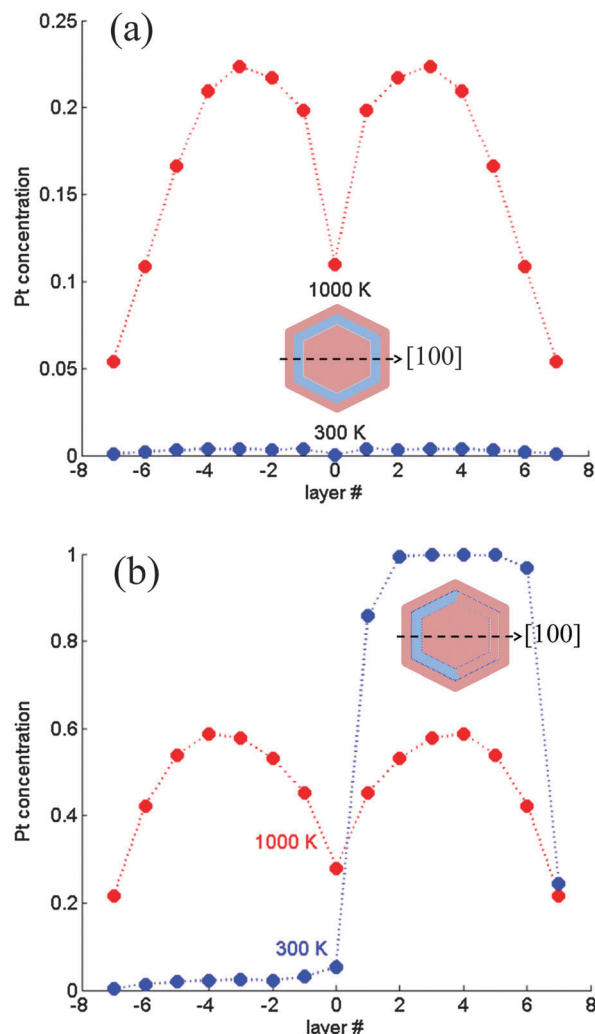 (a)
0.25
0.2
0.15
0.1
0.05
0
Pt concentration
1000 K
[100]
300 K
-8 -6 -4 -2 0 2 4 6 8
layer #
(b)
1
0.8
0.6
0.4
0.2
0
Pt concentration
[100]
1000 K
300 K
-8 -6 -4 -2 0 2 4 6 8
layer #